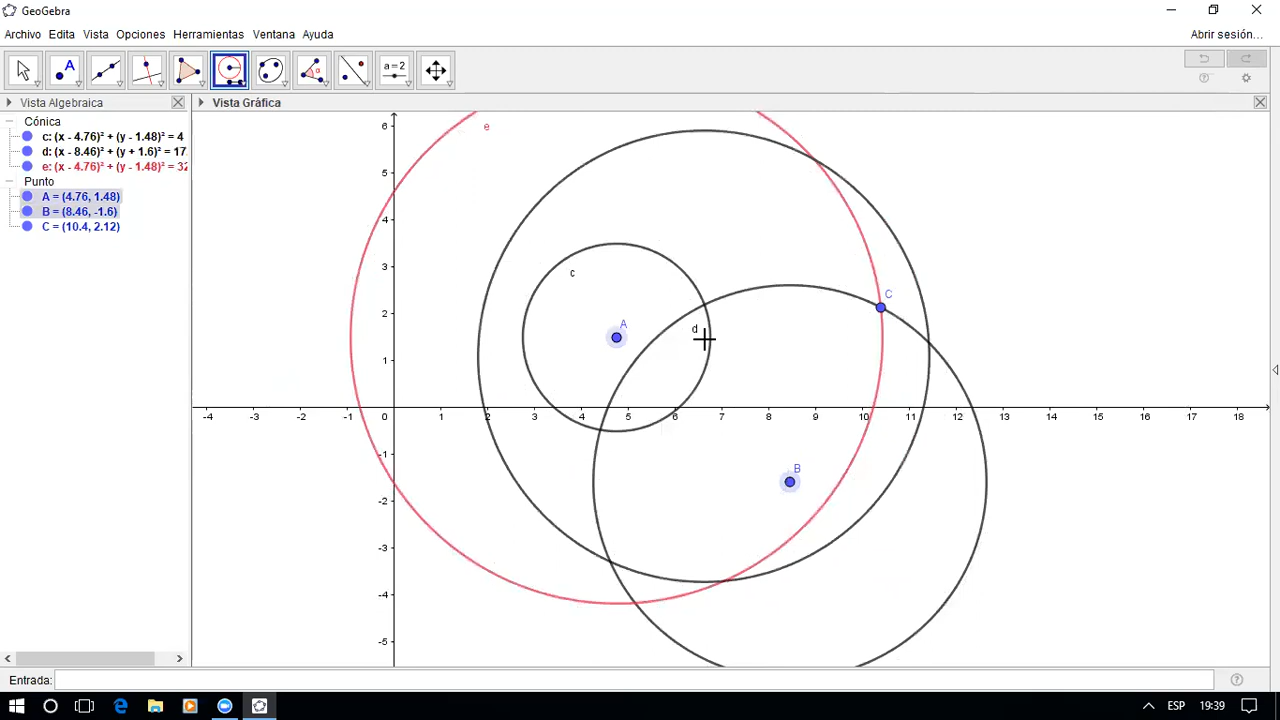 GeoGebra
Archivo Edita Vista Opciones Herramientas Ventana Ayuda
Abrir sesión...
A
α
a=2
Vista Algebraica
Vista Gráfica
Cónica
c: (x - 4.76)² + (y - 1.48)² = 4
d: (x - 8.46)² + (y + 1.6)² = 17.
e: (x - 4.76)² + (y - 1.48)² = 32
Punto
A = (4.76, 1.48)
B = (8.46, -1.6)
C = (10.4, 2.12)
6
e
5
4
3
c
C
2
A
d
1
-4 -3 -2 -1 0 1 2 3 4 5 6 7 8 9 10 11 12 13 14 15 16 17 18
-1
B
-2
-3
-4
-5
Entrada:
ESP 19:39